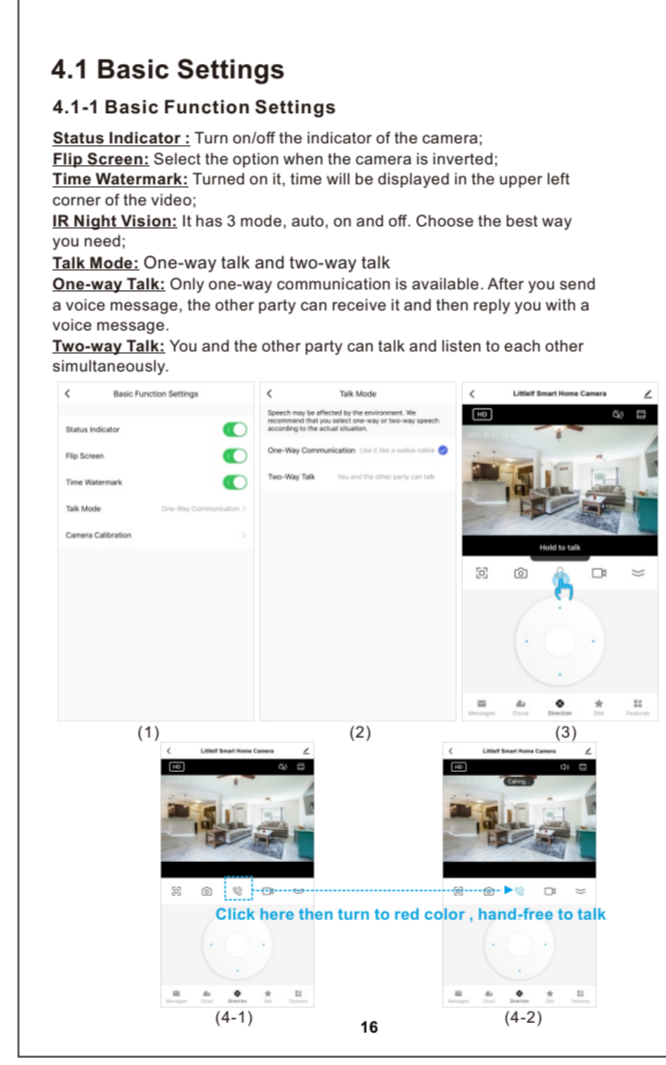 4.1 Basic Settings
4.1-1 Basic Function Settings
Status Indicator : Turn on/off the indicator of the camera;
Flip Screen: Select the option when the camera is inverted;
Time Watermark: Turned on it, time will be displayed in the upper left
corner of the video;
IR Night Vision: It has 3 mode, auto, on and off. Choose the best way
you need;
Talk Mode: One-way talk and two-way talk
One-way Talk: Only one-way communication is available. After you send
a voice message, the other party can receive it and then reply you with a
voice message.
Two-way Talk: You and the other party can talk and listen to each other
simultaneously.
Basic Function Settings
Status Indicator
Flip Screen
Time Watermark
Talk Mode One-Way Communication >
Camera Calibration >
(1)
Talk Mode
Speech may be affected by the environment. We
recommend that you select one-way or two-way speech
according to the actual situation.
One-Way Communication Use it like a walkie-talkie
Two-Way Talk You and the other party can talk
(2)
Littlelf Smart Home Camera
HD
Hold to talk
Messages Cloud Direction Site Features
(3)
Littlelf Smart Home Camera
HD
Messages Cloud Direction Site Features
(4-1)
Littlelf Smart Home Camera
HD
Calling...
Click here then turn to red color , hand-free to talk
Messages Cloud Direction Site Features
(4-2)
16